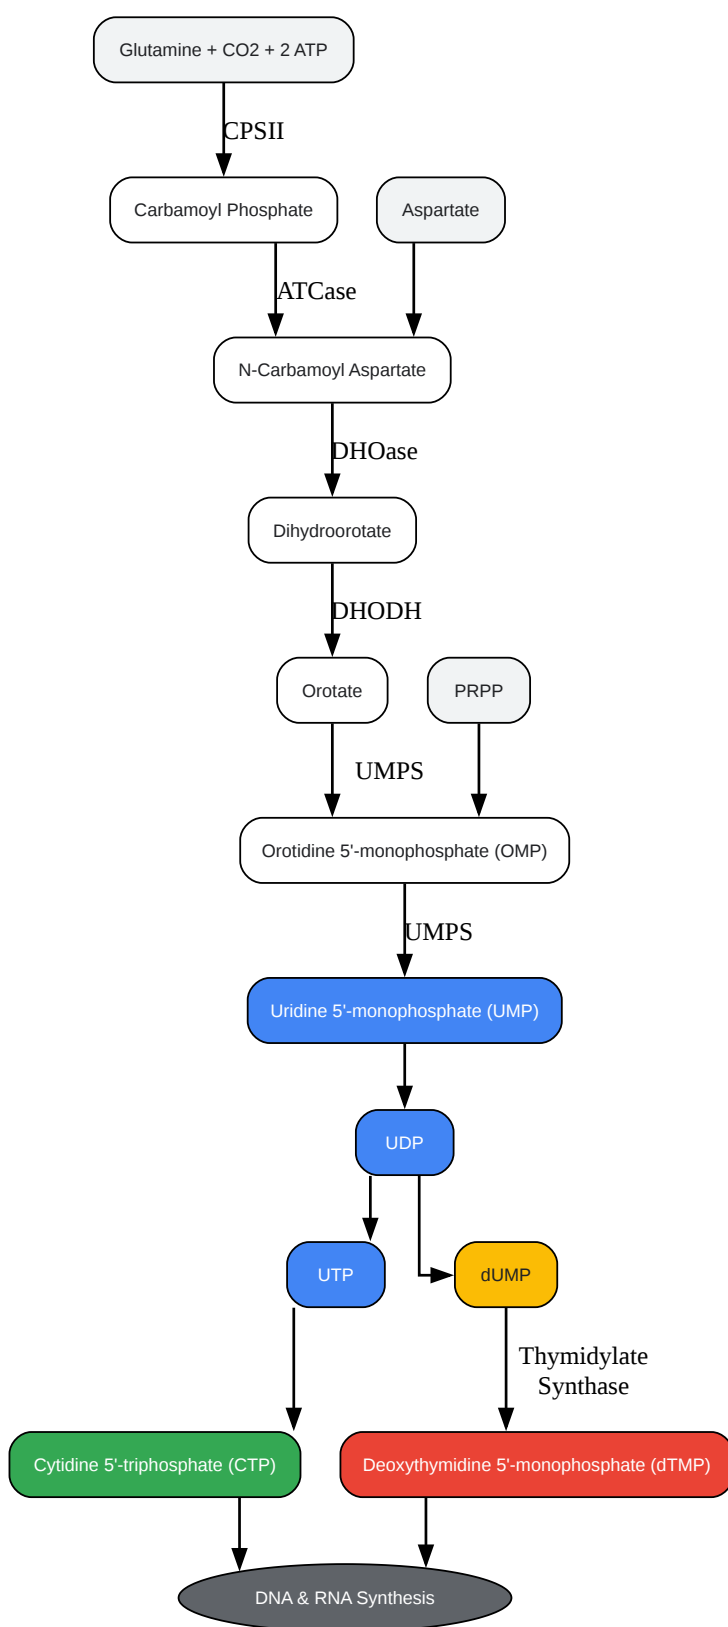 Glutamine + CO2 + 2 ATP
CPSII
Carbamoyl Phosphate
Aspartate
ATCase
N-Carbamoyl Aspartate
DHOase
Dihydroorotate
DHODH
Orotate
PRPP
UMPS
Orotidine 5'-monophosphate (OMP)
UMPS
Uridine 5'-monophosphate (UMP)
UDP
UTP
dUMP
Thymidylate
Synthase
Cytidine 5'-triphosphate (CTP)
Deoxythymidine 5'-monophosphate (dTMP)
DNA & RNA Synthesis